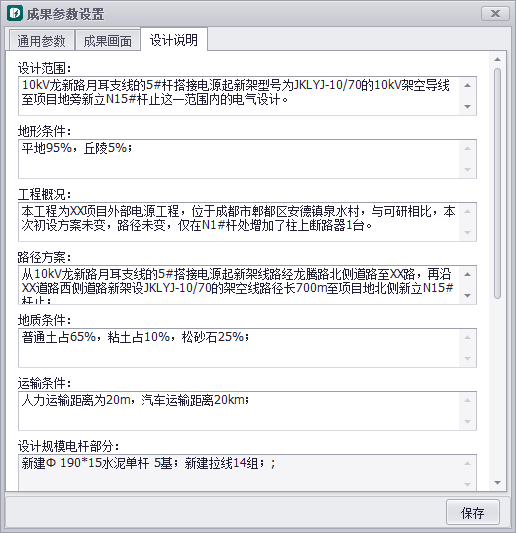 成果参数设置
通用参数 成果画面 设计说明
设计范围：
10kV龙新路月耳支线的5#杆搭接电源起新架型号为JKLYJ-10/70的10kV架空导线
至项目地旁新立N15#杆止这一范围内的电气设计。
地形条件：
平地95%，丘陵5%；
工程概况：
本工程为XX项目外部电源工程，位于成都市郫都区安德镇泉水村，与可研相比，本
次初设方案未变，路径未变，仅在N1#杆处增加了柱上断路器1台。
路径方案：
从10kV龙新路月耳支线的5#搭接电源起新架线路经龙腾路北侧道路至XX路，再沿
XX道路西侧道路新架设JKLYJ-10/70的架空线路径长700m至项目地北侧新立N15#
杆止；
地质条件：
普通土占65%，粘土占10%，松砂石25%；
运输条件：
人力运输距离为20m，汽车运输距离20km；
设计规模电杆部分：
新建Φ 190*15水泥单杆 5基；新建拉线14组；；
保存